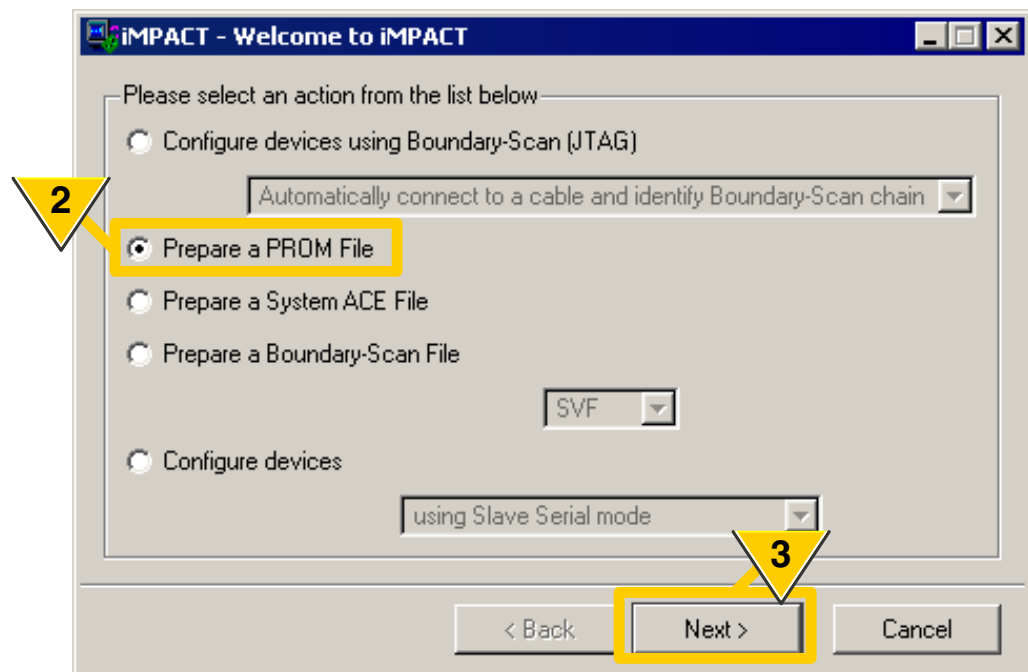 iMPACT - Welcome to iMPACT
Please select an action from the list below
Configure devices using Boundary-Scan (JTAG)
Automatically connect to a cable and identify Boundary-Scan chain
2
Prepare a PROM File
Prepare a System ACE File
Prepare a Boundary-Scan File
SVF
Configure devices
using Slave Serial mode
3
< Back Next > Cancel